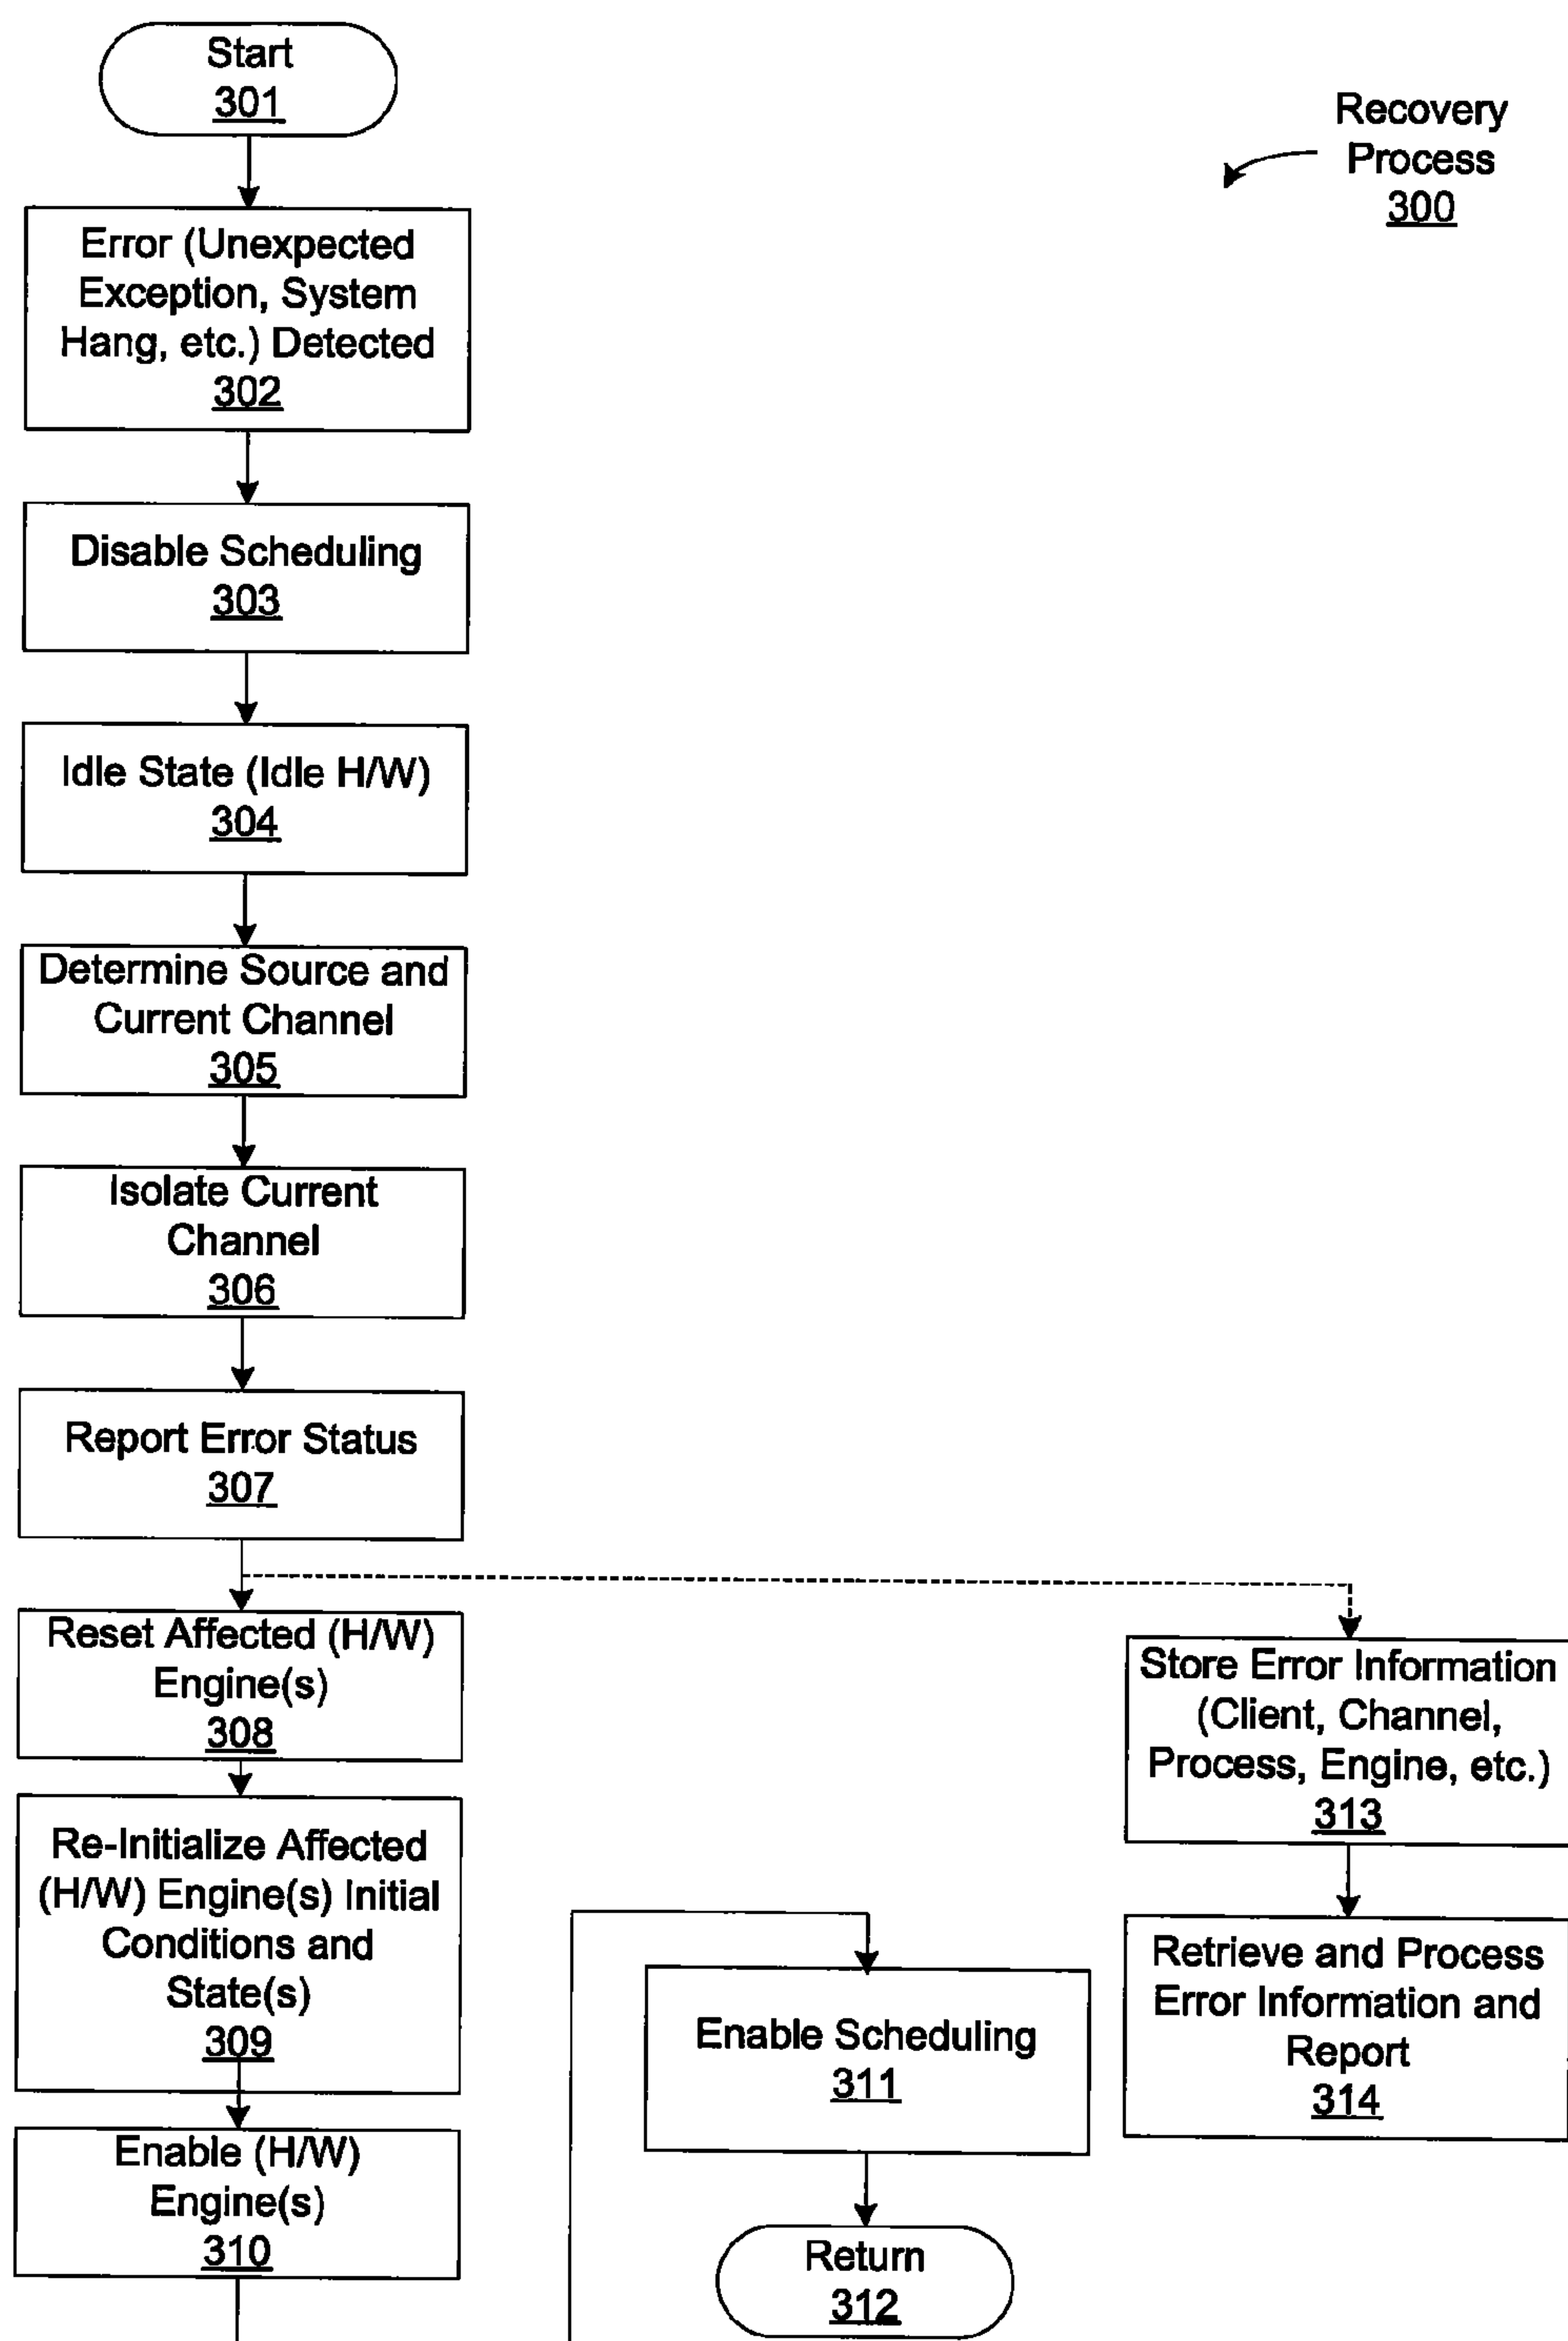 Start
301
Recovery
Process
300
Error (Unexpected
Exception, System
Hang, etc.) Detected
302
Disable Scheduling
303
Idle State (Idle H/W)
304
Determine Source and
Current Channel
305
Isolate Current
Channel
306
Report Error Status
307
Reset Affected (H/W)
Engine(s)
308
Re-Initialize Affected
(H/W) Engine(s) Initial
Conditions and
State(s)
309
Enable (H/W)
Engine(s)
310
Enable Scheduling
311
Return
312
Store Error Information
(Client, Channel,
Process, Engine, etc.)
313
Retrieve and Process
Error Information and
Report
314